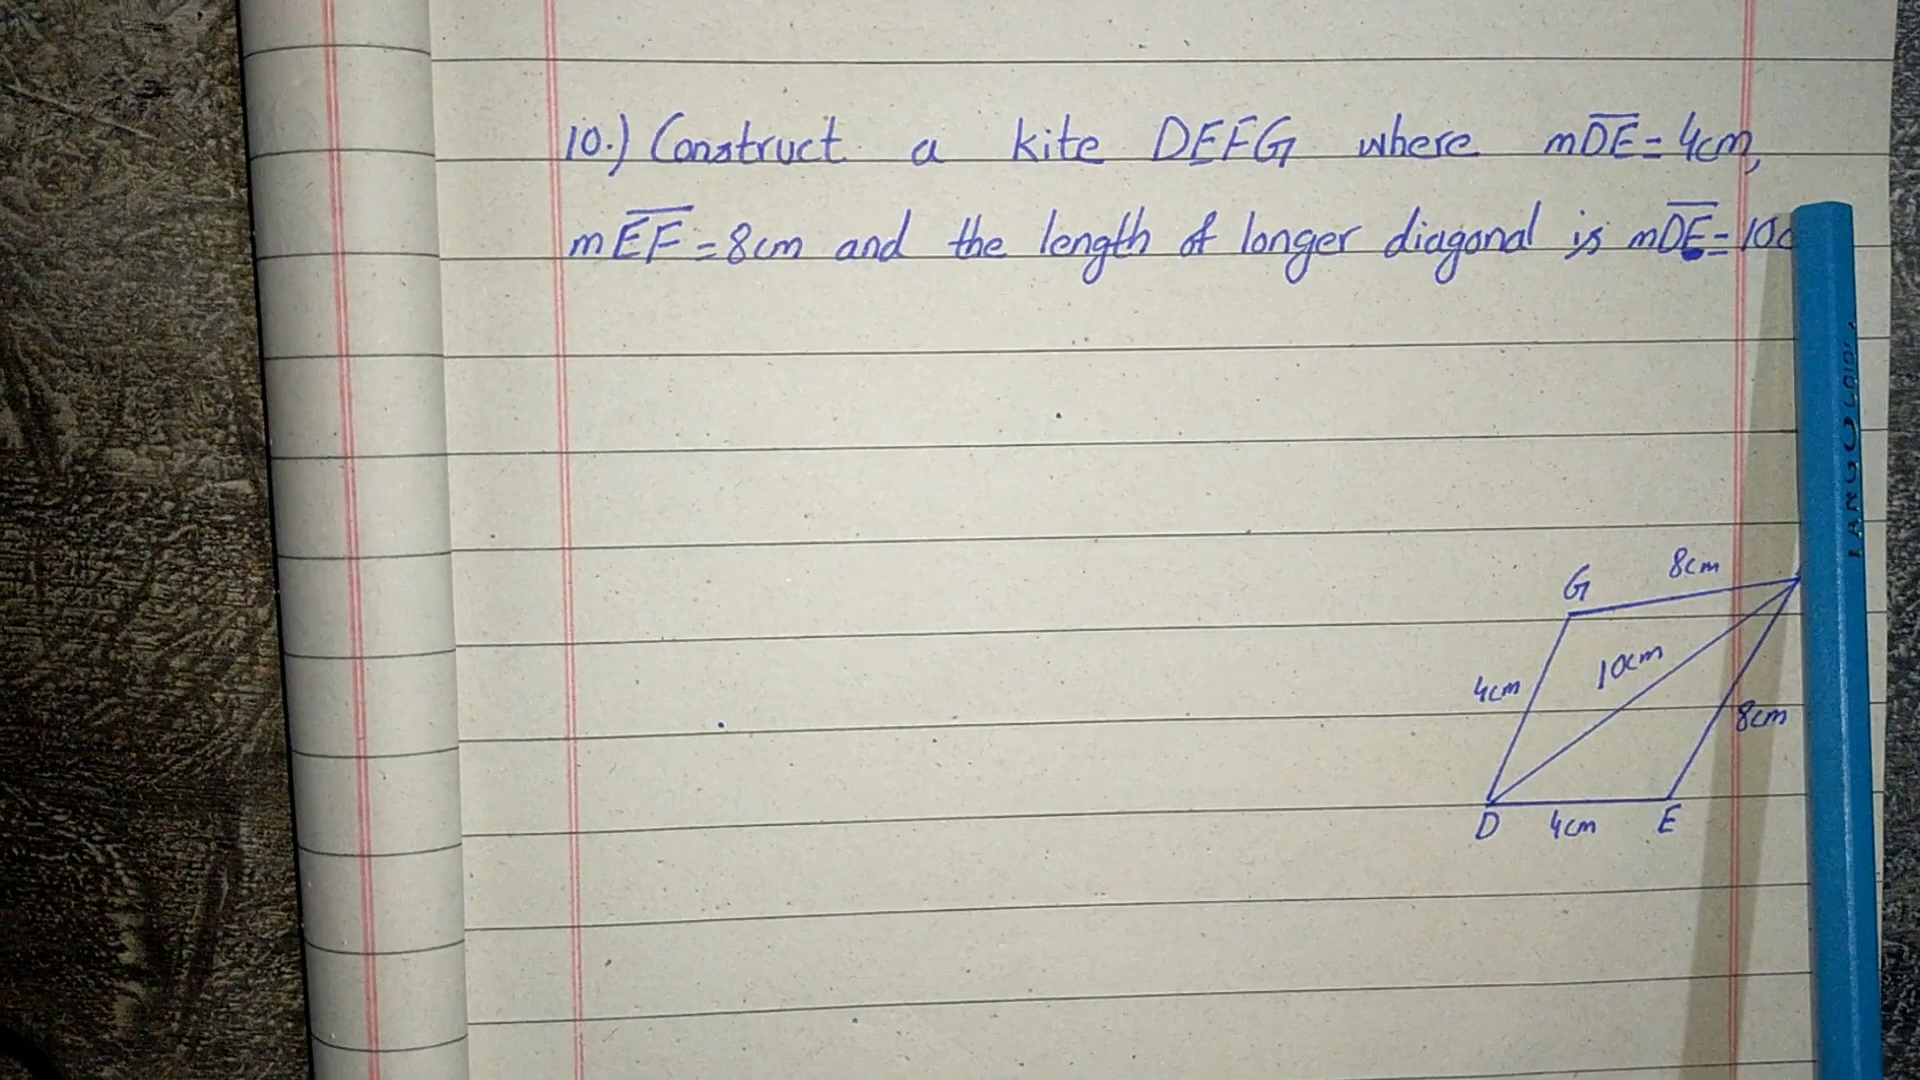 10.) Construct a kite DEFG where mDE = 4cm,
mEF = 8cm and the length of longer diagonal is mDE = 10c
G 8cm
4cm 10cm
8cm
D 4cm E